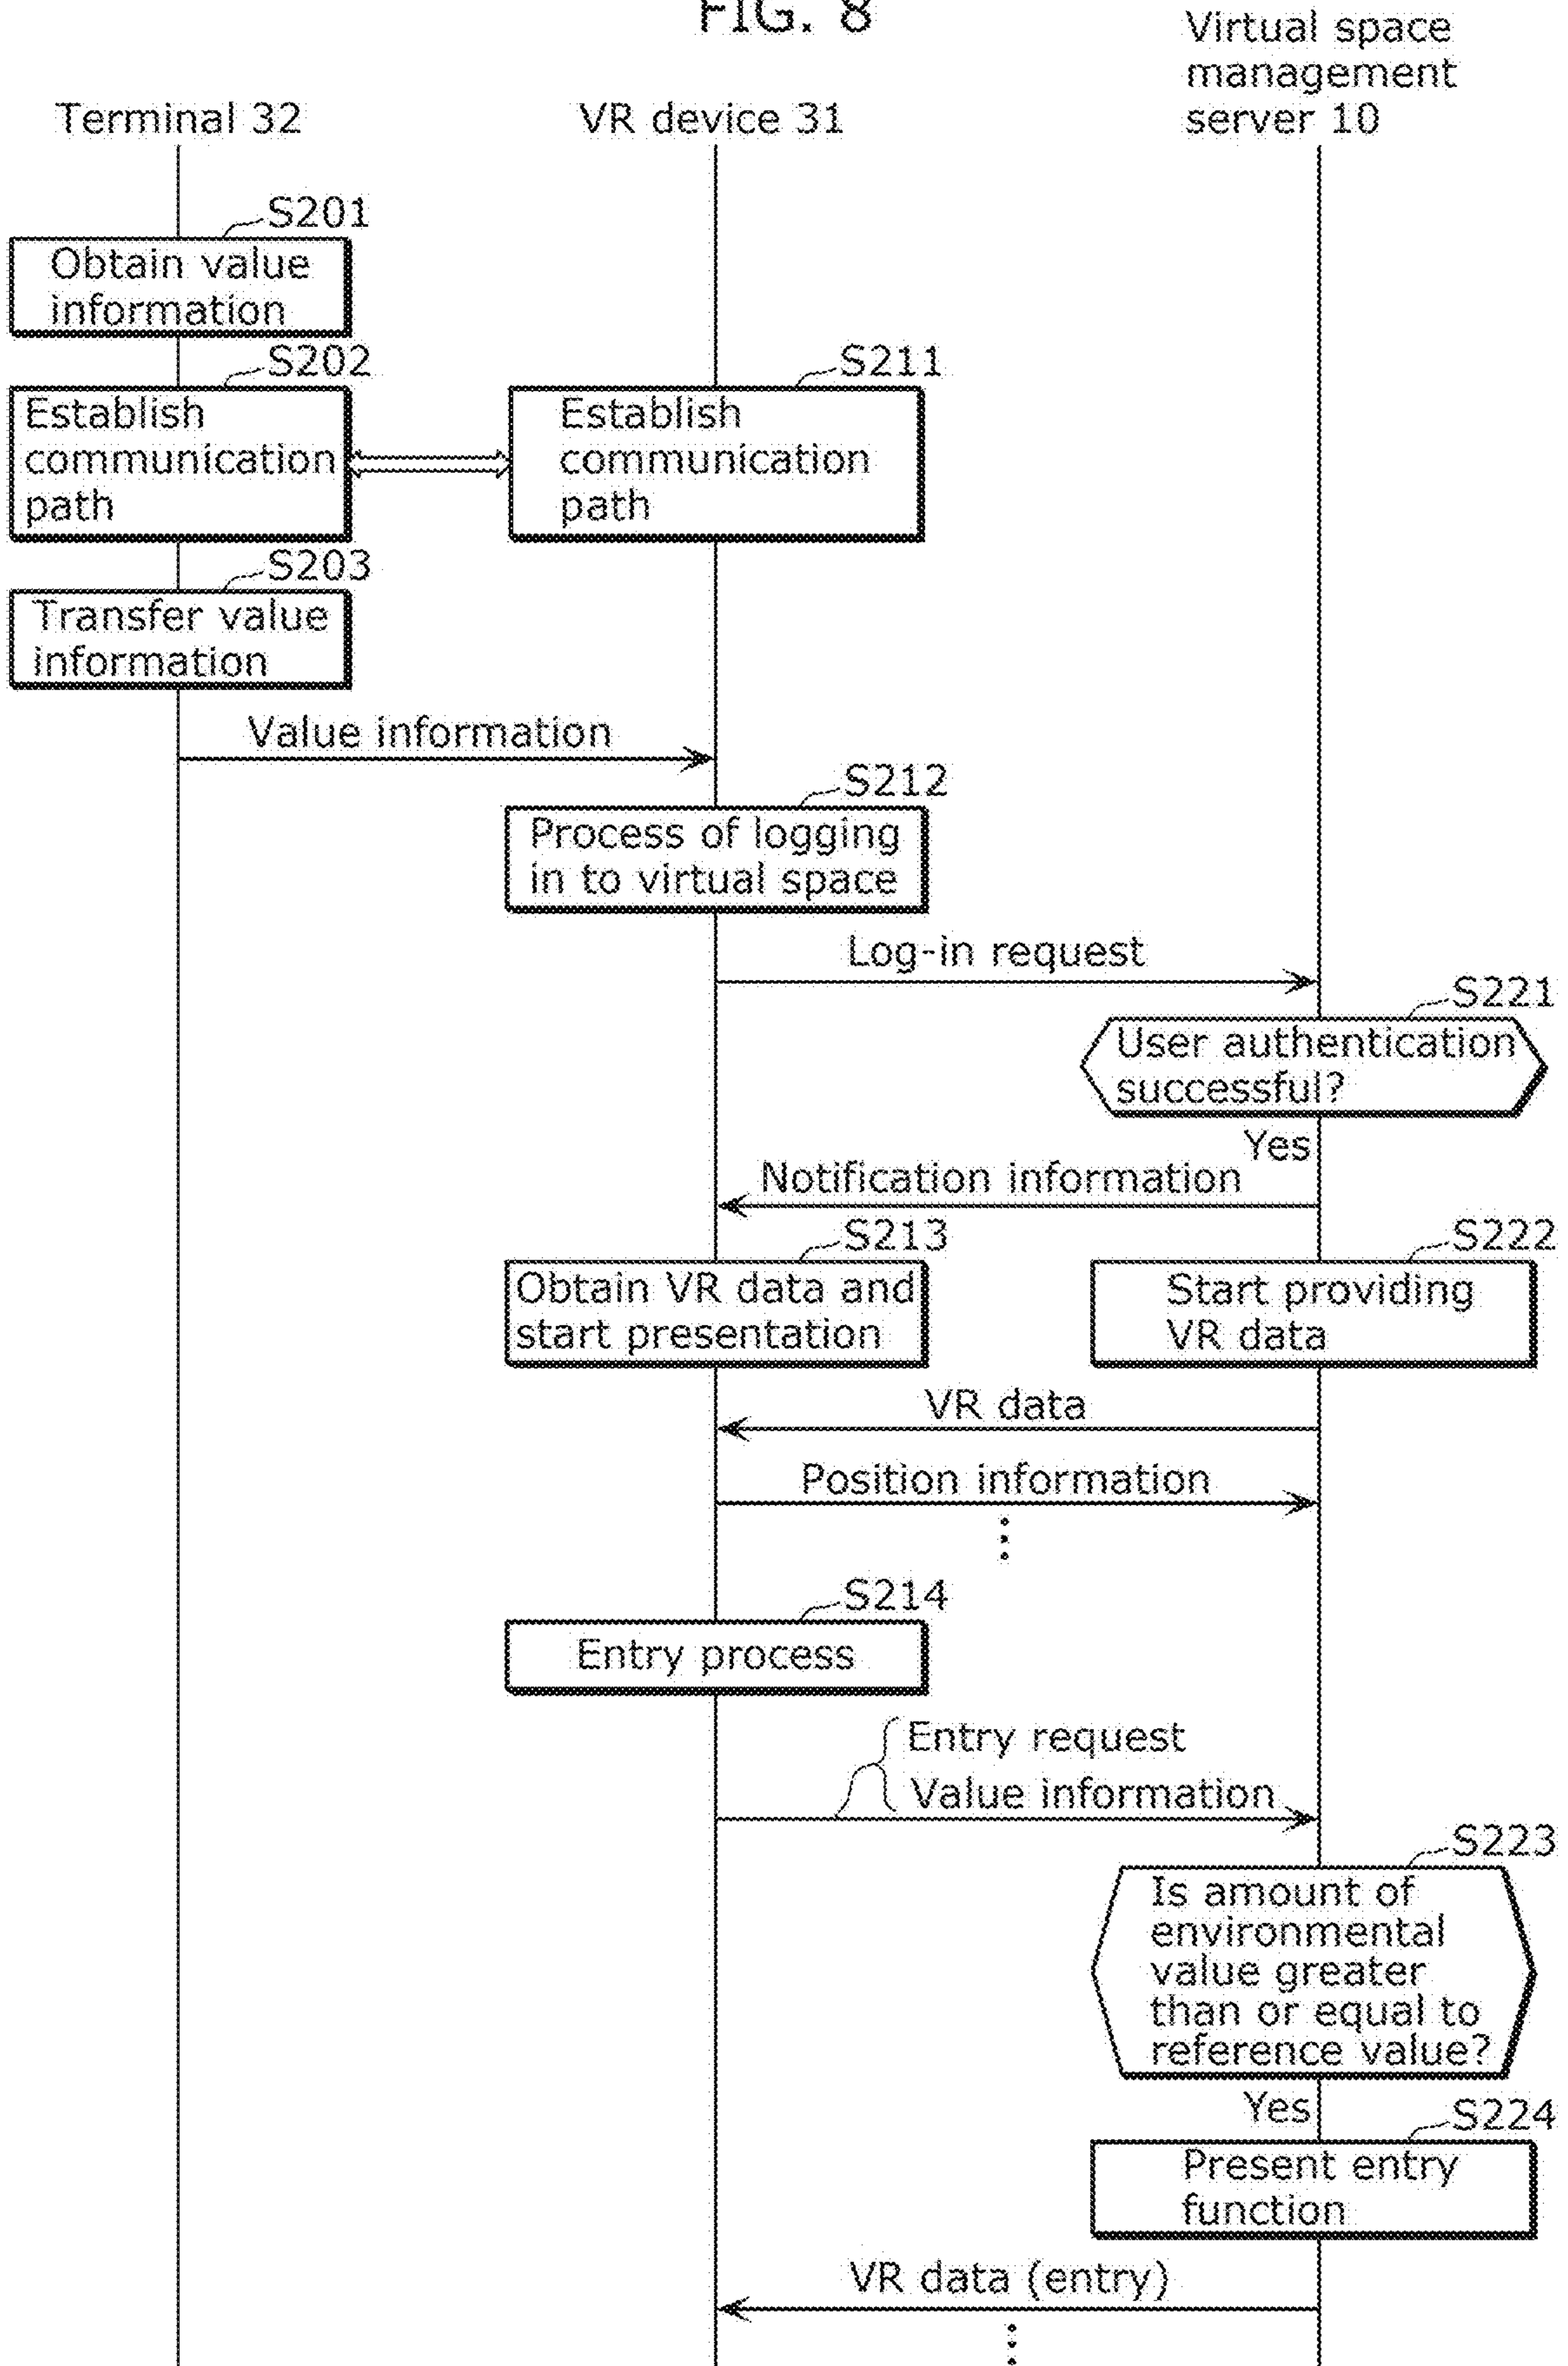 FIG. 8
Virtual space
management
server 10
Terminal 32
VR device 31
S201
Obtain value
information
S202
Establish
communication
path
S211
Establish
communication
path
S203
Transfer value
information
Value information
S212
Process of logging
in to virtual space
Log-in request
S221
User authentication
successful?
Yes
Notification information
S213
Obtain VR data and
start presentation
S222
Start providing
VR data
VR data
Position information
S214
Entry process
Entry request
Value information
S223
Is amount of
environmental
value greater
than or equal to
reference value?
Yes
S224
Present entry
function
VR data (entry)